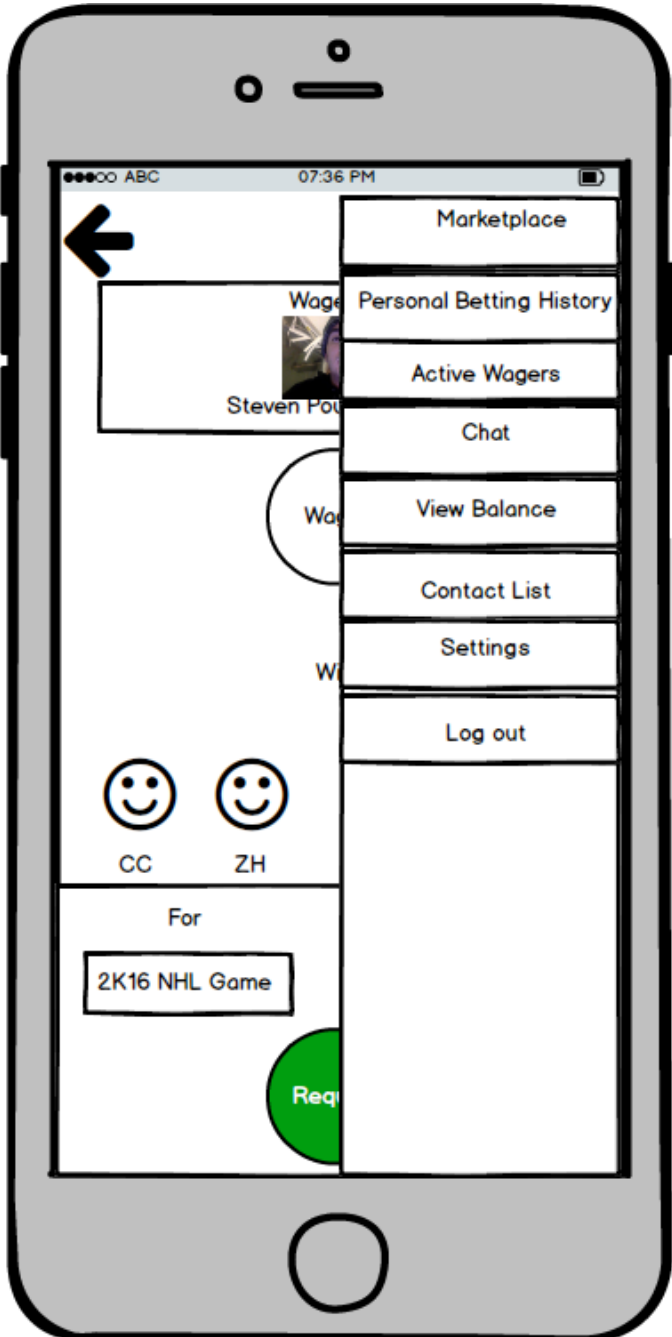 ABC 07:36 PM
Marketplace
Personal Betting History
Active Wagers
Chat
View Balance
Contact List
Settings
Log out
Steven
CC ZH
For
2K16 NHL Game